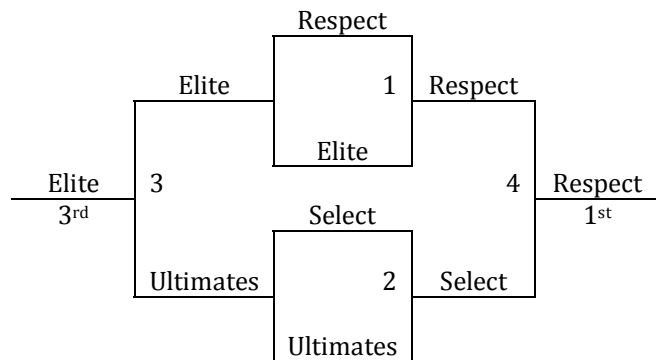 Respect
Elite 1 Respect
Elite
Elite 3 4 Respect
3rd 1st
Select
Ultimates 2 Select
Ultimates